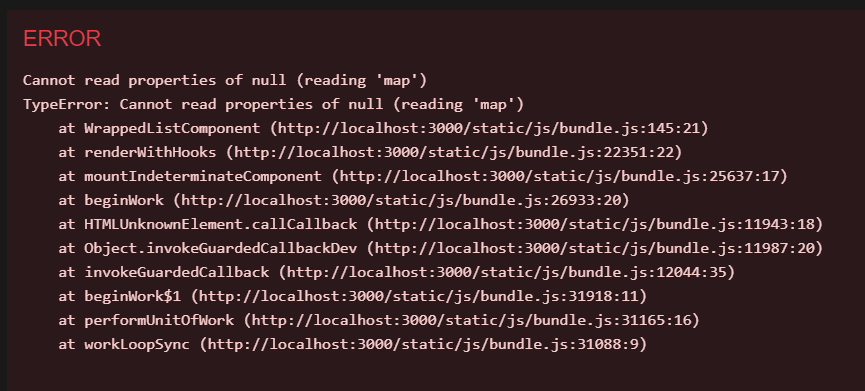 ERROR
Cannot read properties of null (reading 'map')
TypeError: Cannot read properties of null (reading 'map')
    at WrappedListComponent (http://localhost:3000/static/js/bundle.js:145:21)
    at renderWithHooks (http://localhost:3000/static/js/bundle.js:22351:22)
    at mountIndeterminateComponent (http://localhost:3000/static/js/bundle.js:25637:17)
    at beginWork (http://localhost:3000/static/js/bundle.js:26933:20)
    at HTMLUnknownElement.callCallback (http://localhost:3000/static/js/bundle.js:11943:18)
    at Object.invokeGuardedCallbackDev (http://localhost:3000/static/js/bundle.js:11987:20)
    at invokeGuardedCallback (http://localhost:3000/static/js/bundle.js:12044:35)
    at beginWork$1 (http://localhost:3000/static/js/bundle.js:31918:11)
    at performUnitOfWork (http://localhost:3000/static/js/bundle.js:31165:16)
    at workLoopSync (http://localhost:3000/static/js/bundle.js:31088:9)